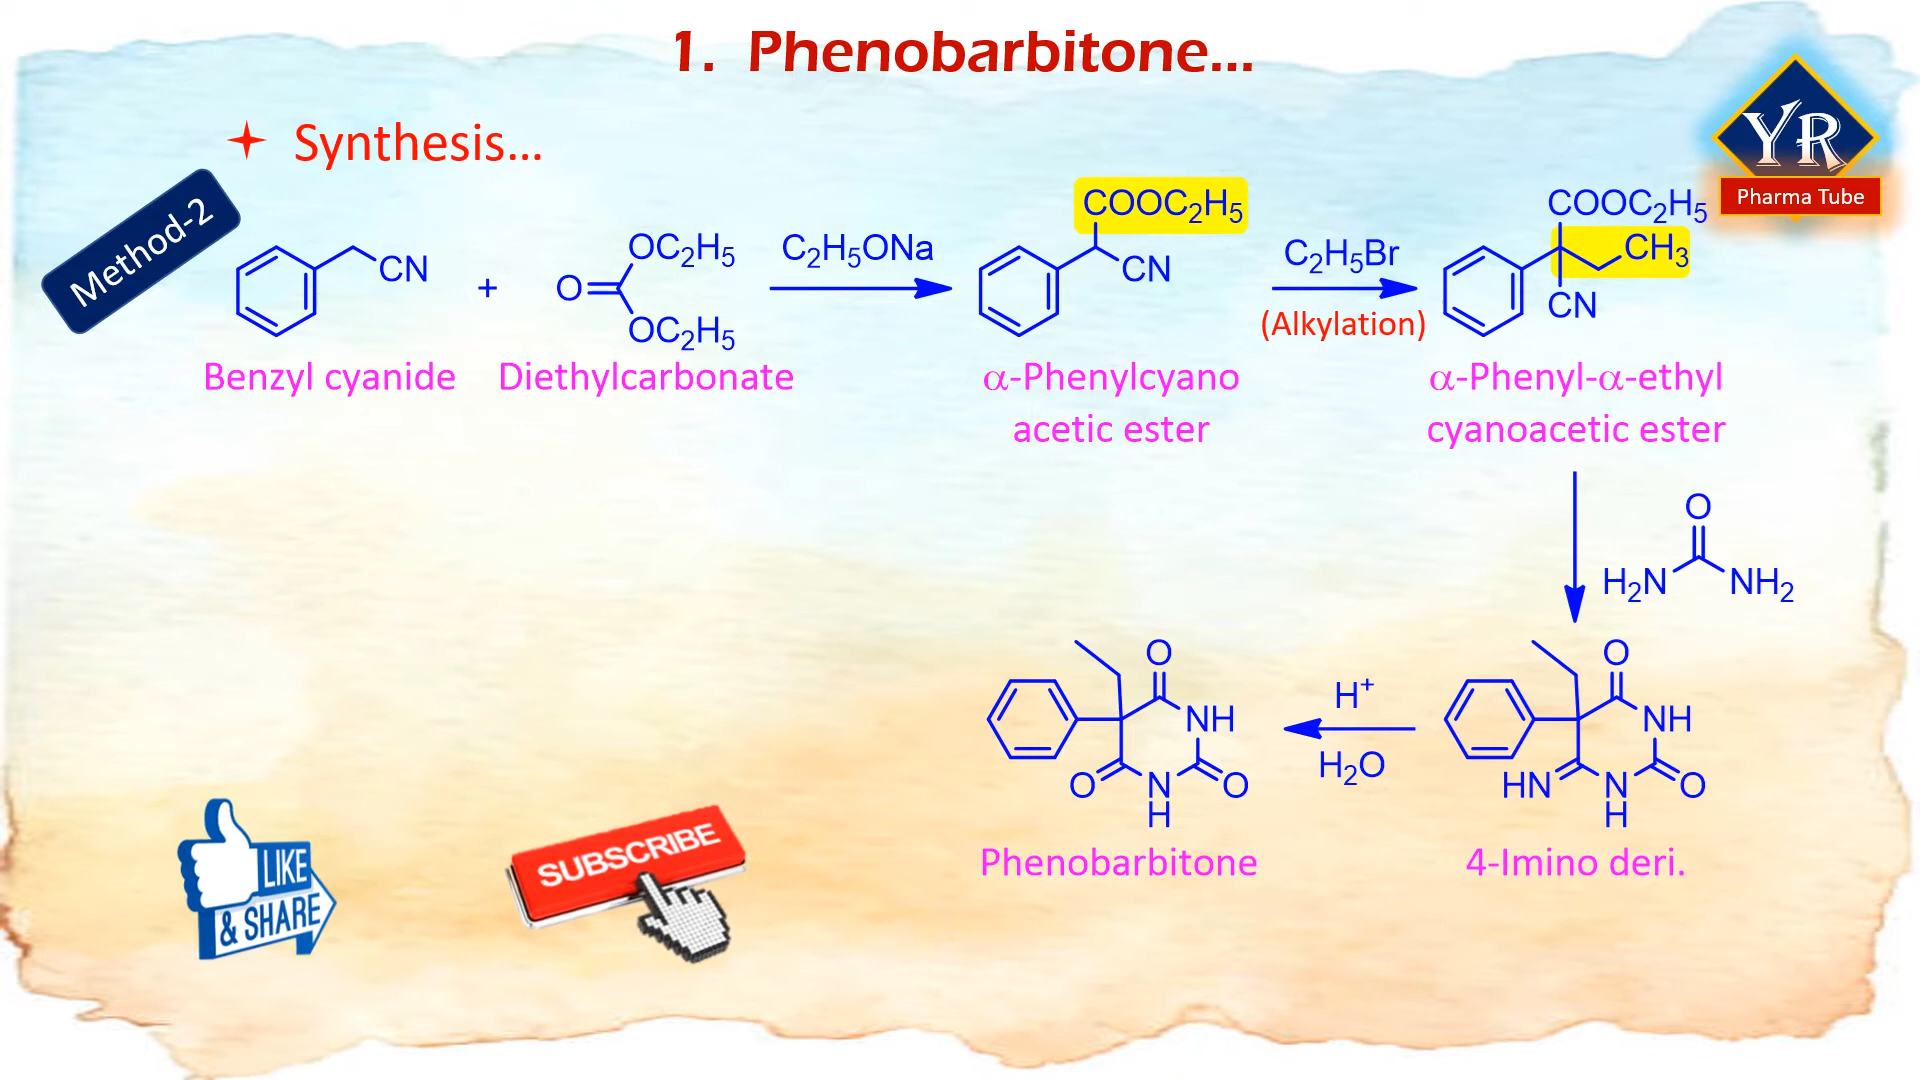 1. Phenobarbitone...
Synthesis...
Method-2
YR
Pharma Tube
CN
+
O
OC2H5
OC2H5
C2H5ONa
COOC2H5
CN
C2H5Br
(Alkylation)
COOC2H5
CH3
CN
Benzyl cyanide
Diethylcarbonate
α-Phenylcyano
acetic ester
α-Phenyl-α-ethyl
cyanoacetic ester
O
H2N
NH2
O
NH
O
N
H
O
H+
H2O
O
NH
HN
N
H
O
Phenobarbitone
4-Imino deri.
LIKE
& SHARE
SUBSCRIBE